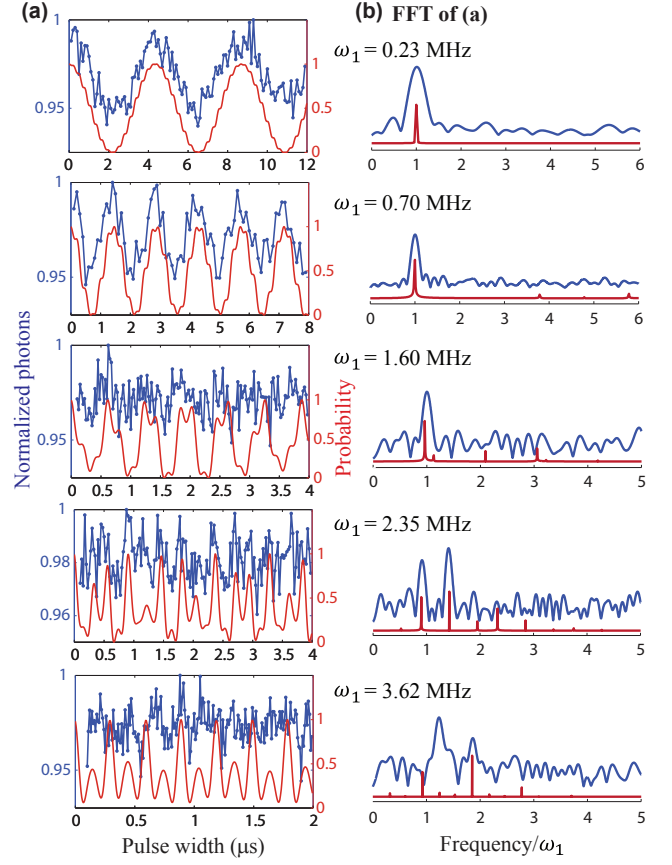 (a)
(b) FFT of (a)
1
0.95
1
0.5
0
0 2 4 6 8 10 12
ω1 = 0.23 MHz
0 1 2 3 4 5 6
1
0.95
1
0.5
0
0 1 2 3 4 5 6 7 8
ω1 = 0.70 MHz
0 1 2 3 4 5 6
1
0.95
1
0.5
0
0 0.5 1 1.5 2 2.5 3 3.5 4
ω1 = 1.60 MHz
0 1 2 3 4 5
1
0.98
0.96
1
0.5
0
0 0.5 1 1.5 2 2.5 3 3.5 4
ω1 = 2.35 MHz
0 1 2 3 4 5
1
0.95
1
0.5
0
0 0.5 1 1.5 2
ω1 = 3.62 MHz
0 1 2 3 4 5
Normalized photons
Probability
Pulse width (μs)
Frequency/ω1